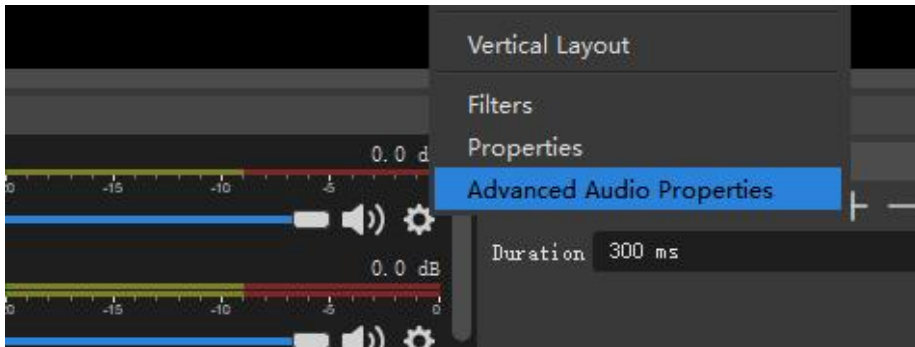 Vertical Layout
Filters
0.0 d
Properties
-15 -10 -5
Advanced Audio Properties
Duration 300 ms
0.0 dB
-15 -10 -5 0